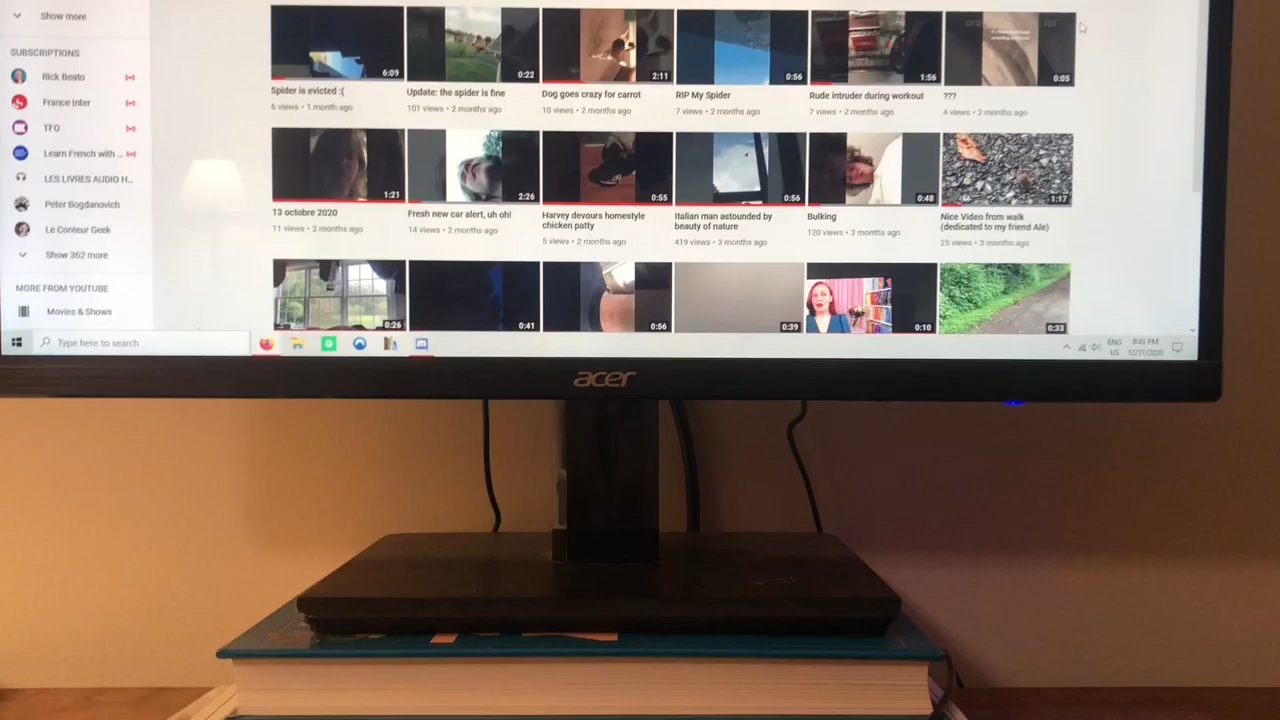 Show more
SUBSCRIPTIONS
Rick Beato
France Inter
TFO
Learn French with ...
LES LIVRES AUDIO H...
Peter Bogdanovich
Le Conteur Geek
Show 362 more
MORE FROM YOUTUBE
Movies & Shows
6:09
0:22
2:11
0:56
1:56
0:05
Spider is evicted :(
6 views • 1 month ago
Update: the spider is fine
101 views • 2 months ago
Dog goes crazy for carrot
10 views • 2 months ago
RIP My Spider
7 views • 2 months ago
Rude intruder during workout
7 views • 2 months ago
???
4 views • 2 months ago
1:21
2:26
0:55
0:56
0:48
1:17
13 octobre 2020
11 views • 2 months ago
Fresh new car alert, uh oh!
14 views • 2 months ago
Harvey devours homestyle
chicken patty
5 views • 2 months ago
Italian man astounded by
beauty of nature
419 views • 3 months ago
Bulking
120 views • 3 months ago
Nice Video from walk
(dedicated to my friend Ale)
25 views • 3 months ago
0:26
0:41
0:56
0:39
0:10
0:33
Type here to search
ENG
US
8:43 PM
12/21/2020
acer